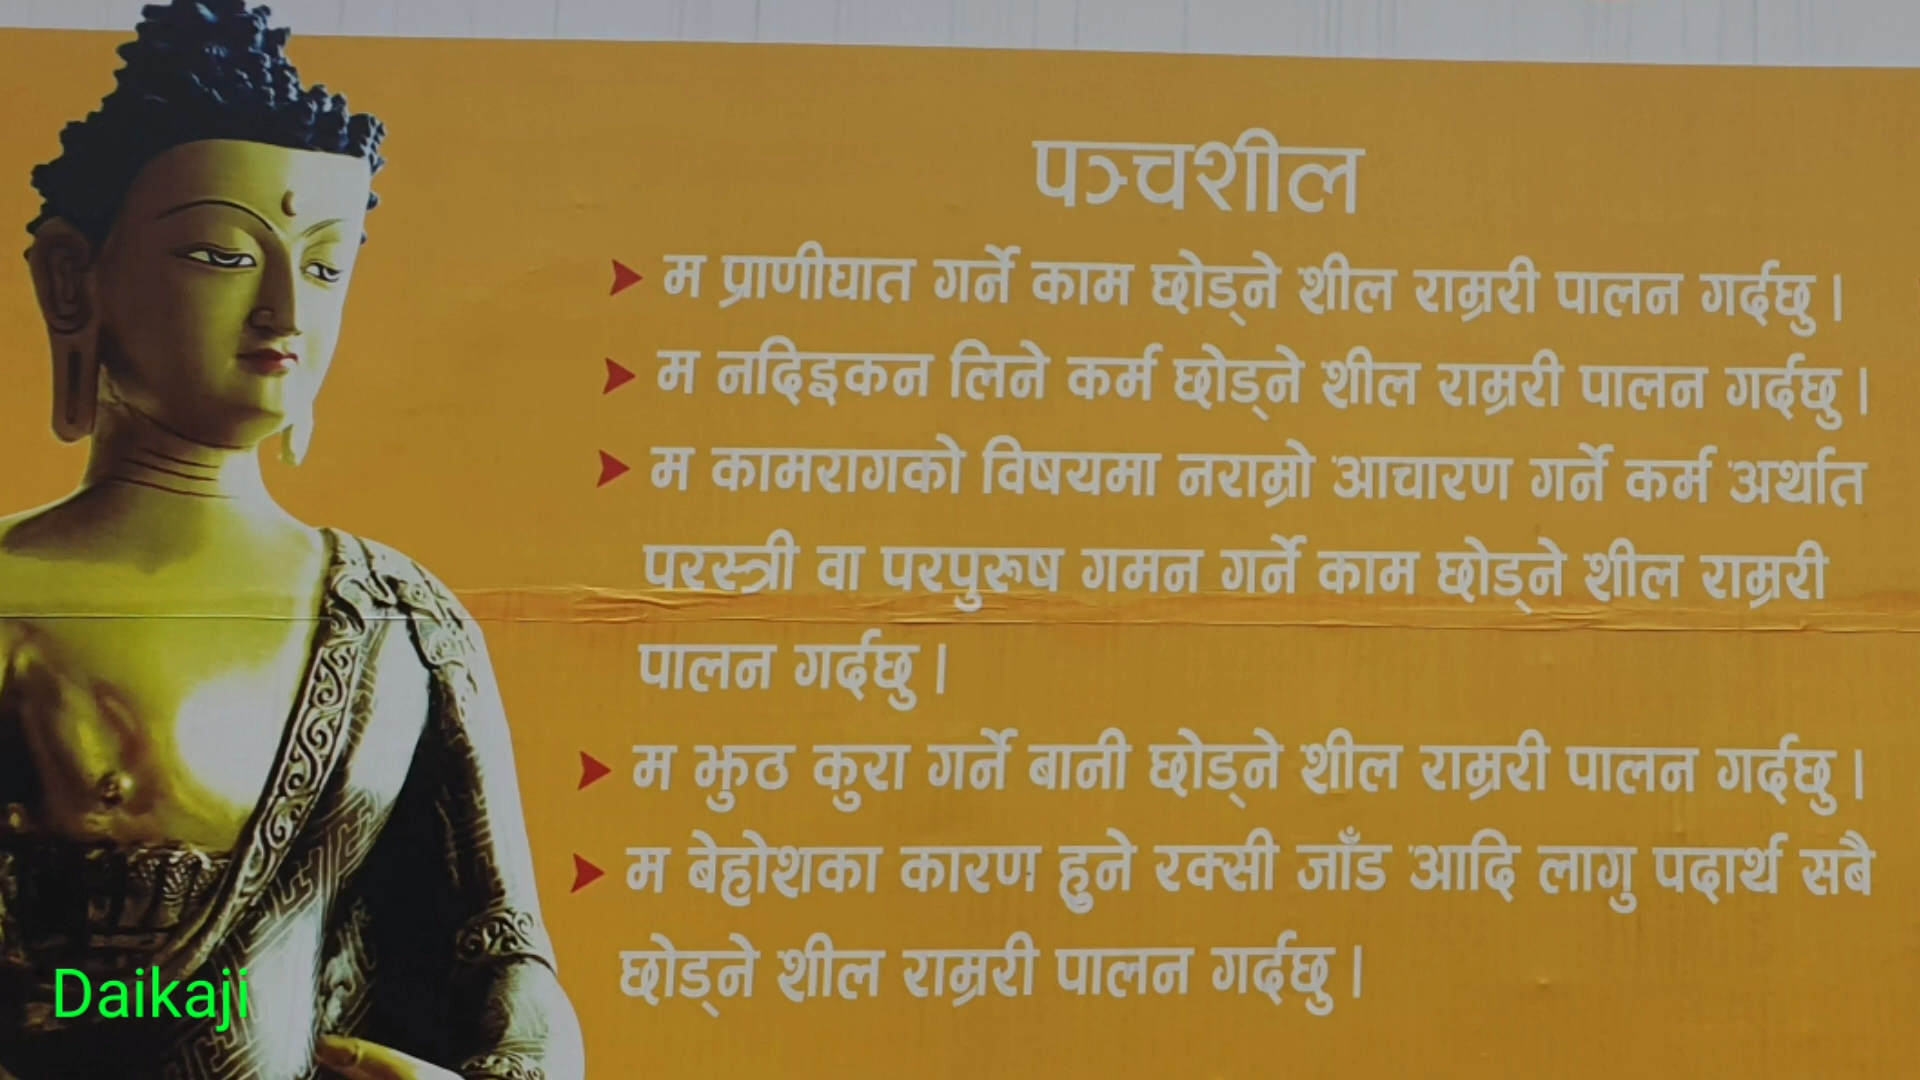 पञ्चशील
म प्राणीघात गर्ने काम छोड्ने शील राम्ररी पालन गर्दछु ।
म नदिइकन लिने कर्म छोड्ने शील राम्ररी पालन गर्दछु ।
म कामरागको विषयमा नराम्रो आचारण गर्ने कर्म अर्थात
परस्त्री वा परपुरूष गमन गर्ने काम छोड्ने शील राम्ररी
पालन गर्दछु ।
म झुठ कुरा गर्ने बानी छोड्ने शील राम्ररी पालन गर्दछु ।
म बेहोशका कारण हुने रक्सी जाँड आदि लागु पदार्थ सबै
छोड्ने शील राम्ररी पालन गर्दछु ।
Daikaji